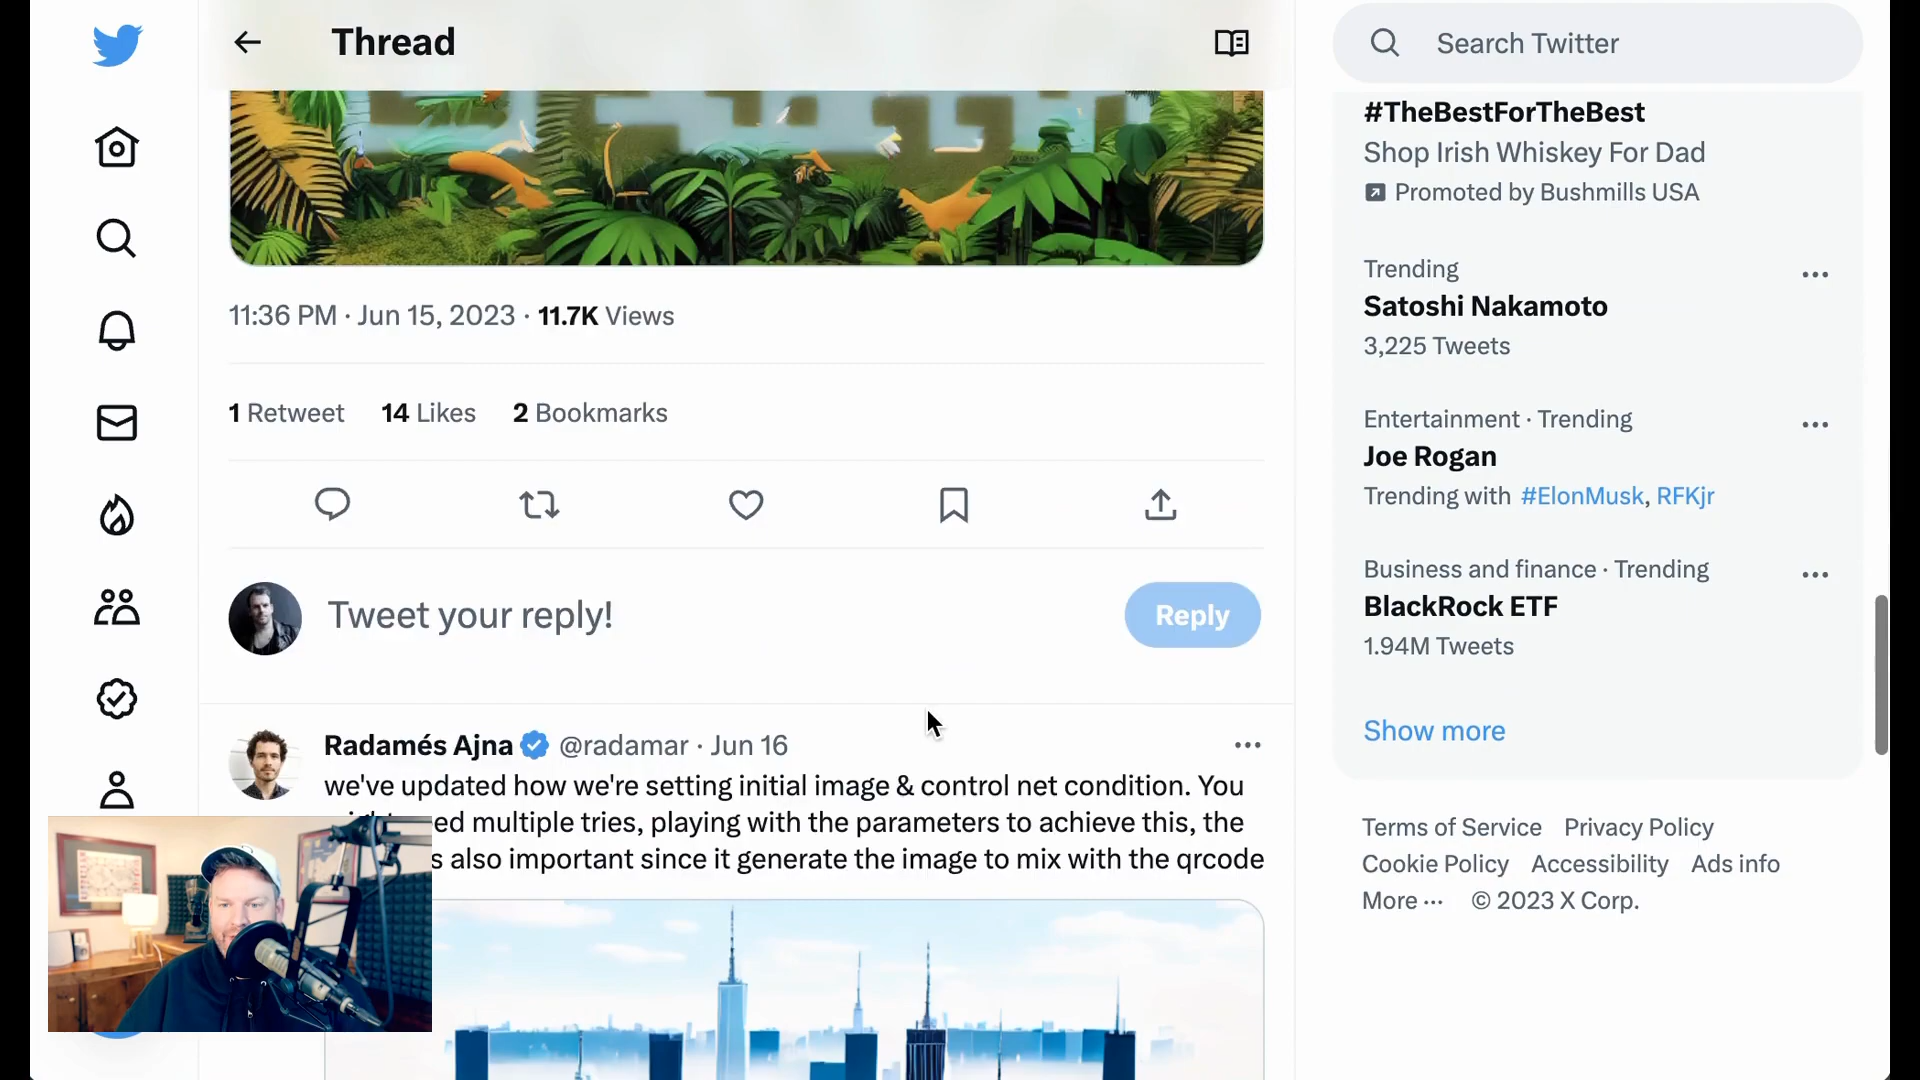 Thread
Search Twitter
#TheBestForTheBest
Shop Irish Whiskey For Dad
Promoted by Bushmills USA
11:36 PM · Jun 15, 2023 · 11.7K Views
1 Retweet 14 Likes 2 Bookmarks
Tweet your reply!
Reply
Radamés Ajna @radamar · Jun 16
we've updated how we're setting initial image & control net condition. You
ed multiple tries, playing with the parameters to achieve this, the
s also important since it generate the image to mix with the qrcode
Trending
Satoshi Nakamoto
3,225 Tweets
Entertainment · Trending
Joe Rogan
Trending with #ElonMusk, RFKjr
Business and finance · Trending
BlackRock ETF
1.94M Tweets
Show more
Terms of Service Privacy Policy
Cookie Policy Accessibility Ads info
More ··· © 2023 X Corp.